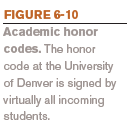 FIGURE 6-10
Academic honor
codes. The honor
code at the University
of Denver is signed by
virtually all incoming
students.